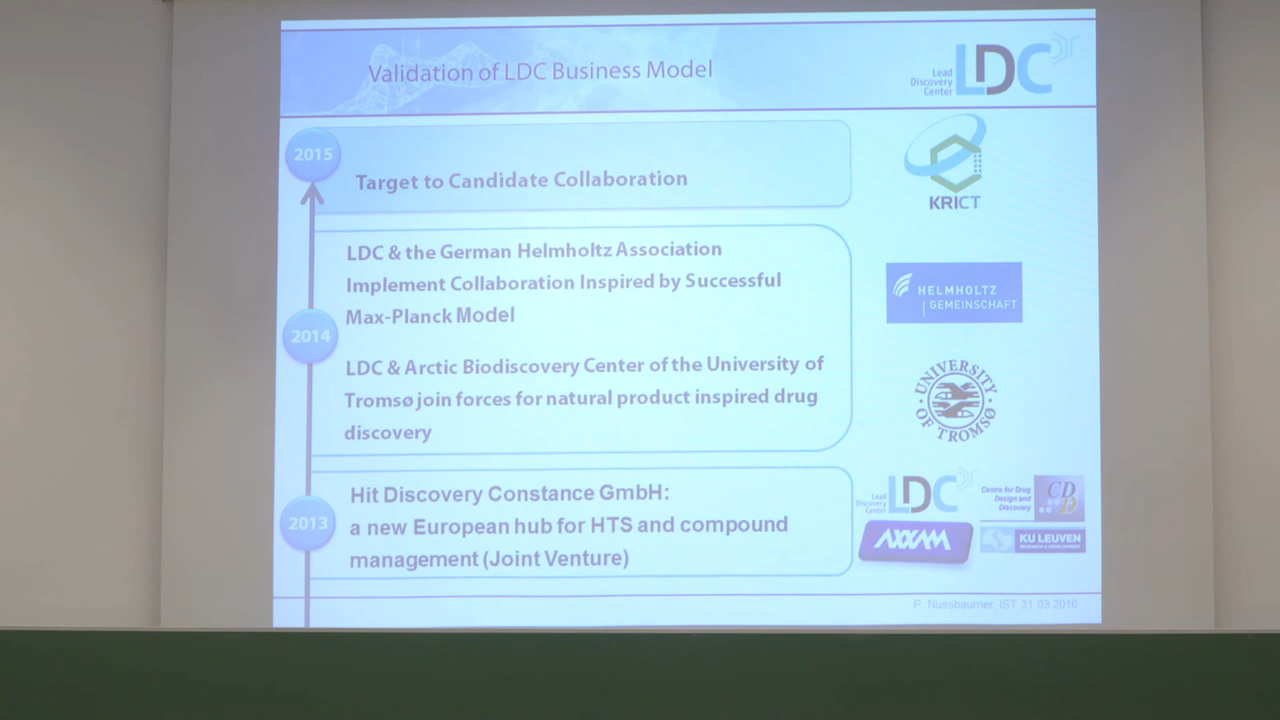 Validation of LDC Business Model
Lead
Discovery
Center
LDC
2015
Target to Candidate Collaboration
KRICT
2014
LDC & the German Helmholtz Association
Implement Collaboration Inspired by Successful
Max-Planck Model
HELMHOLTZ
GEMEINSCHAFT
LDC & Arctic Biodiscovery Center of the University of
Tromsø join forces for natural product inspired drug
discovery
UNIVERSITY
OF TROMSØ
2013
Hit Discovery Constance GmbH:
a new European hub for HTS and compound
management (Joint Venture)
Lead
Discovery
Center
LDC
Centre for Drug
Design and
Discovery
CD
D
AXXAM
KU LEUVEN
RESEARCH & DEVELOPMENT
P. Nussbaumer, IST 31 03 2016